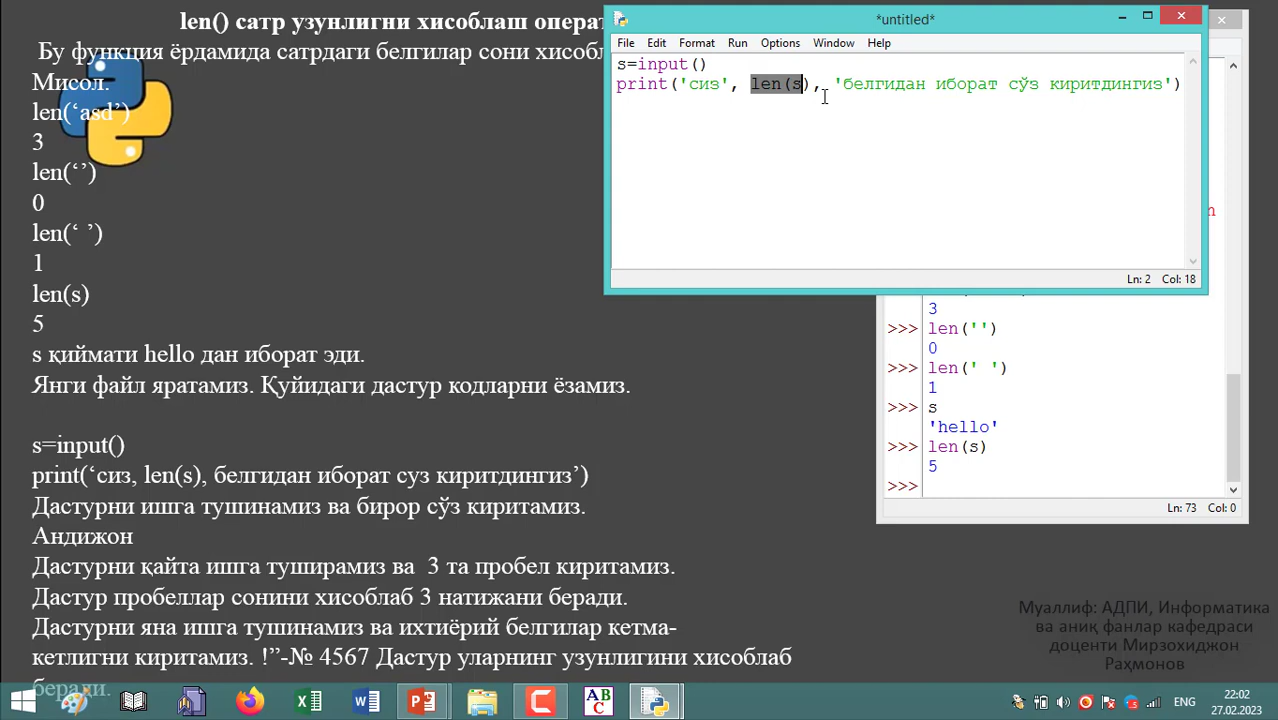 len() сатр узунлигни хисоблаш операт
Бу функция ёрдамида сатрдаги белгилар сони хисобл
Мисол.
len(‘asd’)
3
len(‘’)
0
len(‘ ’)
1
len(s)
5
s қиймати hello дан иборат эди.
Янги файл яратамиз. Қуйидаги дастур кодларни ёзамиз.
s=input()
print(‘сиз, len(s), белгидан иборат суз киритдингиз’)
Дастурни ишга тушинамиз ва бирор сўз киритамиз.
Андижон
Дастурни қайта ишга туширамиз ва 3 та пробел киритамиз.
Дастур пробеллар сонини хисоблаб 3 натижани беради.
Дастурни яна ишга тушинамиз ва ихтиёрий белгилар кетма-
кетлигни киритамиз. !”-№ 4567 Дастур уларнинг узунлигини хисоблаб
беради.
*untitled*
File Edit Format Run Options Window Help
s=input()
print('сиз', len(s), 'белгидан иборат сўз киритдингиз')
Ln: 2 Col: 18
n
3
>>> len('')
0
>>> len(' ')
1
>>> s
'hello'
>>> len(s)
5
>>>
Ln: 73 Col: 0
Муаллиф: АДПИ, Информатика
ва аниқ фанлар кафедраси
доценти Мирзохиджон
Раҳмонов
ABC
ENG
22:02
27.02.2023